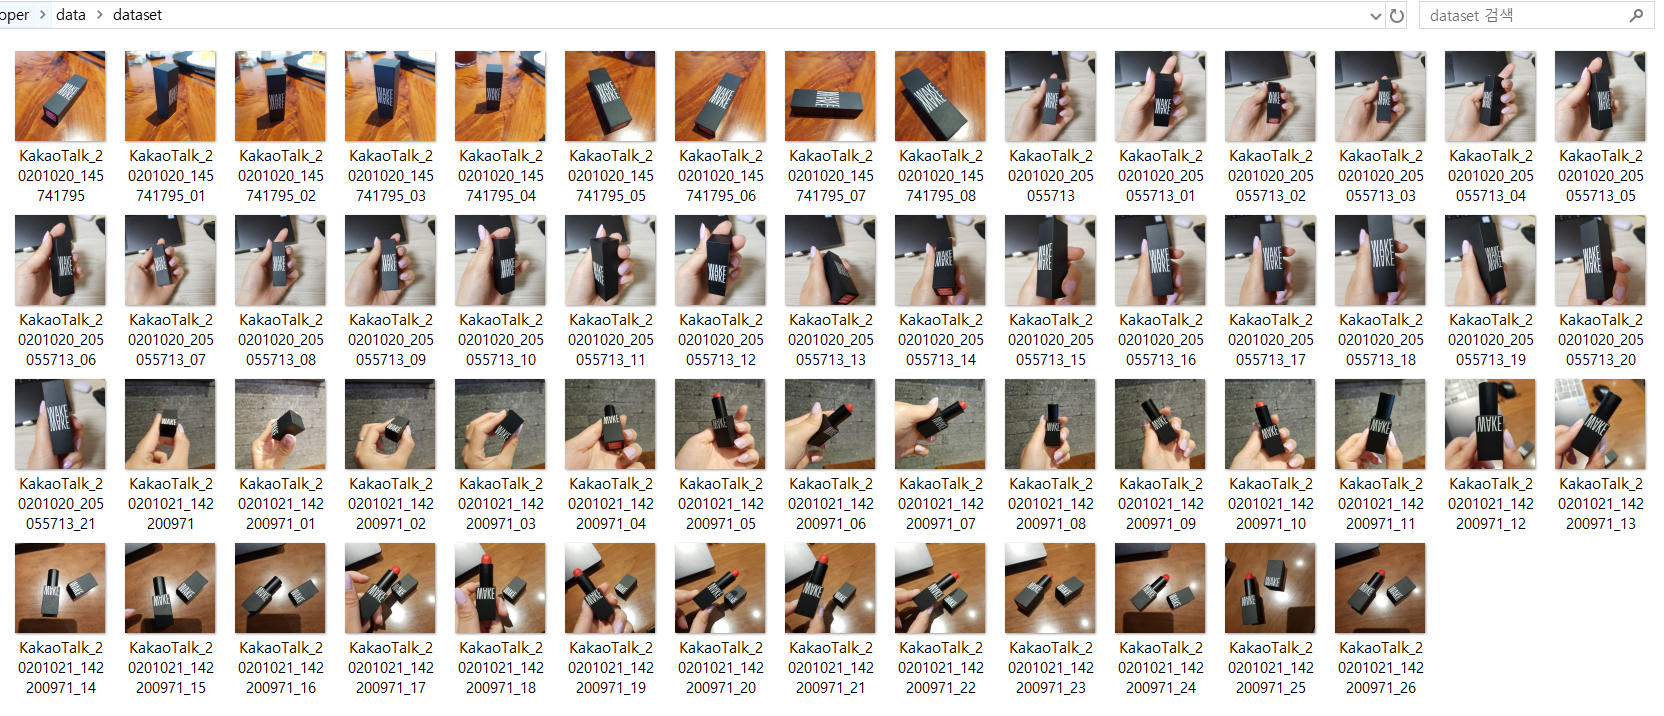 oper > data > dataset
dataset 검색
KakaoTalk_2
0201020_145
741795
KakaoTalk_2
0201020_145
741795_01
KakaoTalk_2
0201020_145
741795_02
KakaoTalk_2
0201020_145
741795_03
KakaoTalk_2
0201020_145
741795_04
KakaoTalk_2
0201020_145
741795_05
KakaoTalk_2
0201020_145
741795_06
KakaoTalk_2
0201020_145
741795_07
KakaoTalk_2
0201020_145
741795_08
KakaoTalk_2
0201020_205
055713
KakaoTalk_2
0201020_205
055713_01
KakaoTalk_2
0201020_205
055713_02
KakaoTalk_2
0201020_205
055713_03
KakaoTalk_2
0201020_205
055713_04
KakaoTalk_2
0201020_205
055713_05
KakaoTalk_2
0201020_205
055713_06
KakaoTalk_2
0201020_205
055713_07
KakaoTalk_2
0201020_205
055713_08
KakaoTalk_2
0201020_205
055713_09
KakaoTalk_2
0201020_205
055713_10
KakaoTalk_2
0201020_205
055713_11
KakaoTalk_2
0201020_205
055713_12
KakaoTalk_2
0201020_205
055713_13
KakaoTalk_2
0201020_205
055713_14
KakaoTalk_2
0201020_205
055713_15
KakaoTalk_2
0201020_205
055713_16
KakaoTalk_2
0201020_205
055713_17
KakaoTalk_2
0201020_205
055713_18
KakaoTalk_2
0201020_205
055713_19
KakaoTalk_2
0201020_205
055713_20
KakaoTalk_2
0201020_205
055713_21
KakaoTalk_2
0201021_142
200971
KakaoTalk_2
0201021_142
200971_01
KakaoTalk_2
0201021_142
200971_02
KakaoTalk_2
0201021_142
200971_03
KakaoTalk_2
0201021_142
200971_04
KakaoTalk_2
0201021_142
200971_05
KakaoTalk_2
0201021_142
200971_06
KakaoTalk_2
0201021_142
200971_07
KakaoTalk_2
0201021_142
200971_08
KakaoTalk_2
0201021_142
200971_09
KakaoTalk_2
0201021_142
200971_10
KakaoTalk_2
0201021_142
200971_11
KakaoTalk_2
0201021_142
200971_12
KakaoTalk_2
0201021_142
200971_13
KakaoTalk_2
0201021_142
200971_14
KakaoTalk_2
0201021_142
200971_15
KakaoTalk_2
0201021_142
200971_16
KakaoTalk_2
0201021_142
200971_17
KakaoTalk_2
0201021_142
200971_18
KakaoTalk_2
0201021_142
200971_19
KakaoTalk_2
0201021_142
200971_20
KakaoTalk_2
0201021_142
200971_21
KakaoTalk_2
0201021_142
200971_22
KakaoTalk_2
0201021_142
200971_23
KakaoTalk_2
0201021_142
200971_24
KakaoTalk_2
0201021_142
200971_25
KakaoTalk_2
0201021_142
200971_26